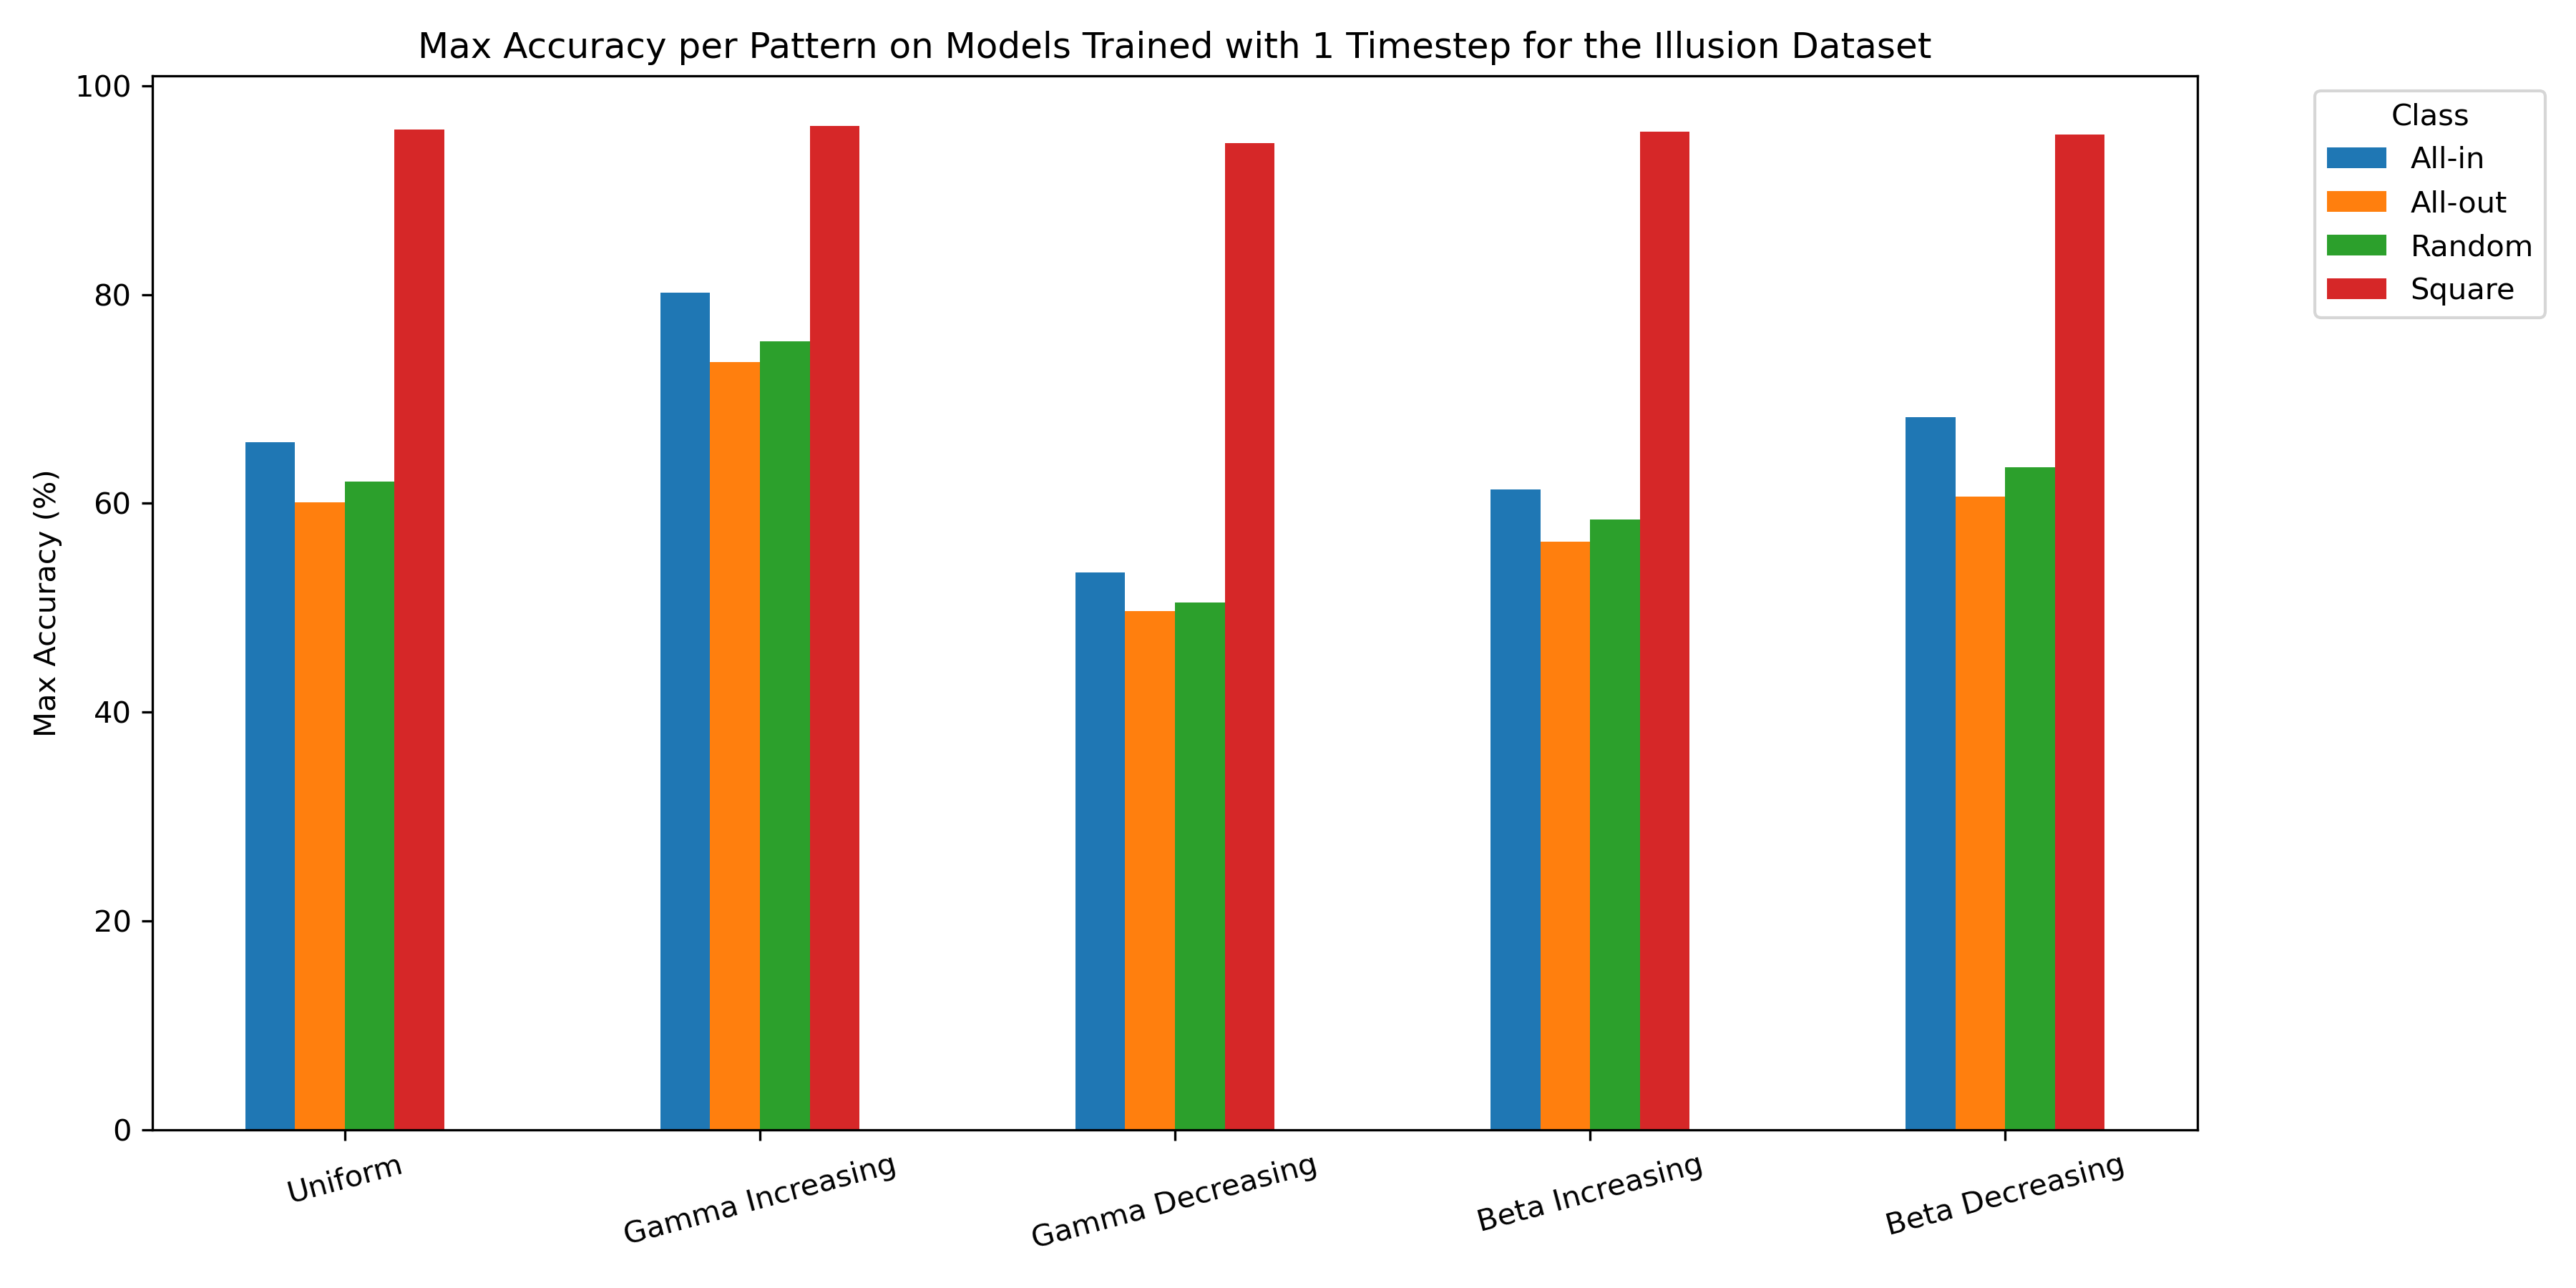 Max Accuracy per Pattern on Models Trained with 1 Timestep for the Illusion Dataset
Max Accuracy (%)
100
80
60
40
20
0
Uniform
Gamma Increasing
Gamma Decreasing
Beta Increasing
Beta Decreasing
Class
All-in
All-out
Random
Square